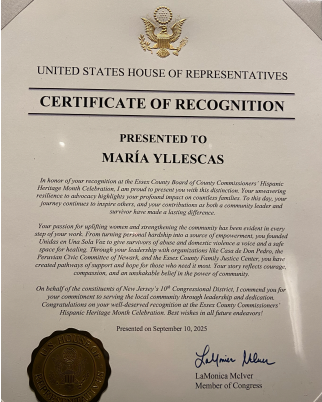 UNITED STATES HOUSE OF REPRESENTATIVES
CERTIFICATE OF RECOGNITION
PRESENTED TO
MARÍA YLLESCAS
In honor of your recognition at the Essex County Board of County Commissioners' Hispanic
Heritage Month Celebration, I am proud to present you with this distinction. Your unwavering
resilience to advocacy highlights your profound impact on countless families. To this day, your
journey continues to inspire others, and your contributions as both a community leader and
survivor have made a lasting difference.
Your passion for uplifting women and strengthening the community has been evident in every
step of your work. From turning personal hardship into a source of empowerment, you founded
Unidas en Una Sola Voz to give survivors of abuse and domestic violence a voice and a safe
space for healing. Through your leadership with organizations like Casa de Don Pedro, the
Peruvian Civic Committee of Newark, and the Essex County Family Justice Center, you have
created pathways of support and hope for those who need it most. Your story reflects courage,
compassion, and an unshakable belief in the power of community.
On behalf of the constituents of New Jersey's 10th Congressional District, I commend you for
your commitment to serving the local community through leadership and dedication.
Congratulations on your well-deserved recognition at the Essex County Commissioners'
Hispanic Heritage Month Celebration. Best wishes in all future endeavors!
Presented on September 10, 2025
LaMonica McIver
LaMonica McIver
Member of Congress